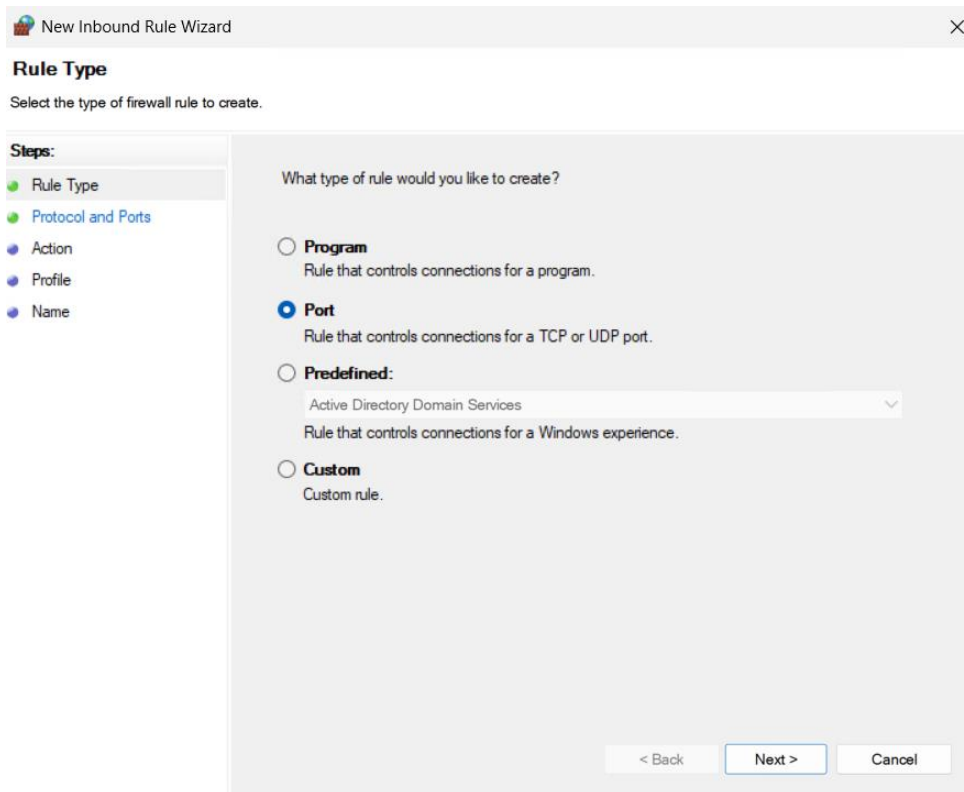 New Inbound Rule Wizard
Rule Type
Select the type of firewall rule to create.
Steps:
Rule Type
Protocol and Ports
Action
Profile
Name
What type of rule would you like to create?
Program
Rule that controls connections for a program.
Port
Rule that controls connections for a TCP or UDP port.
Predefined:
Active Directory Domain Services
Rule that controls connections for a Windows experience.
Custom
Custom rule.
< Back Next > Cancel